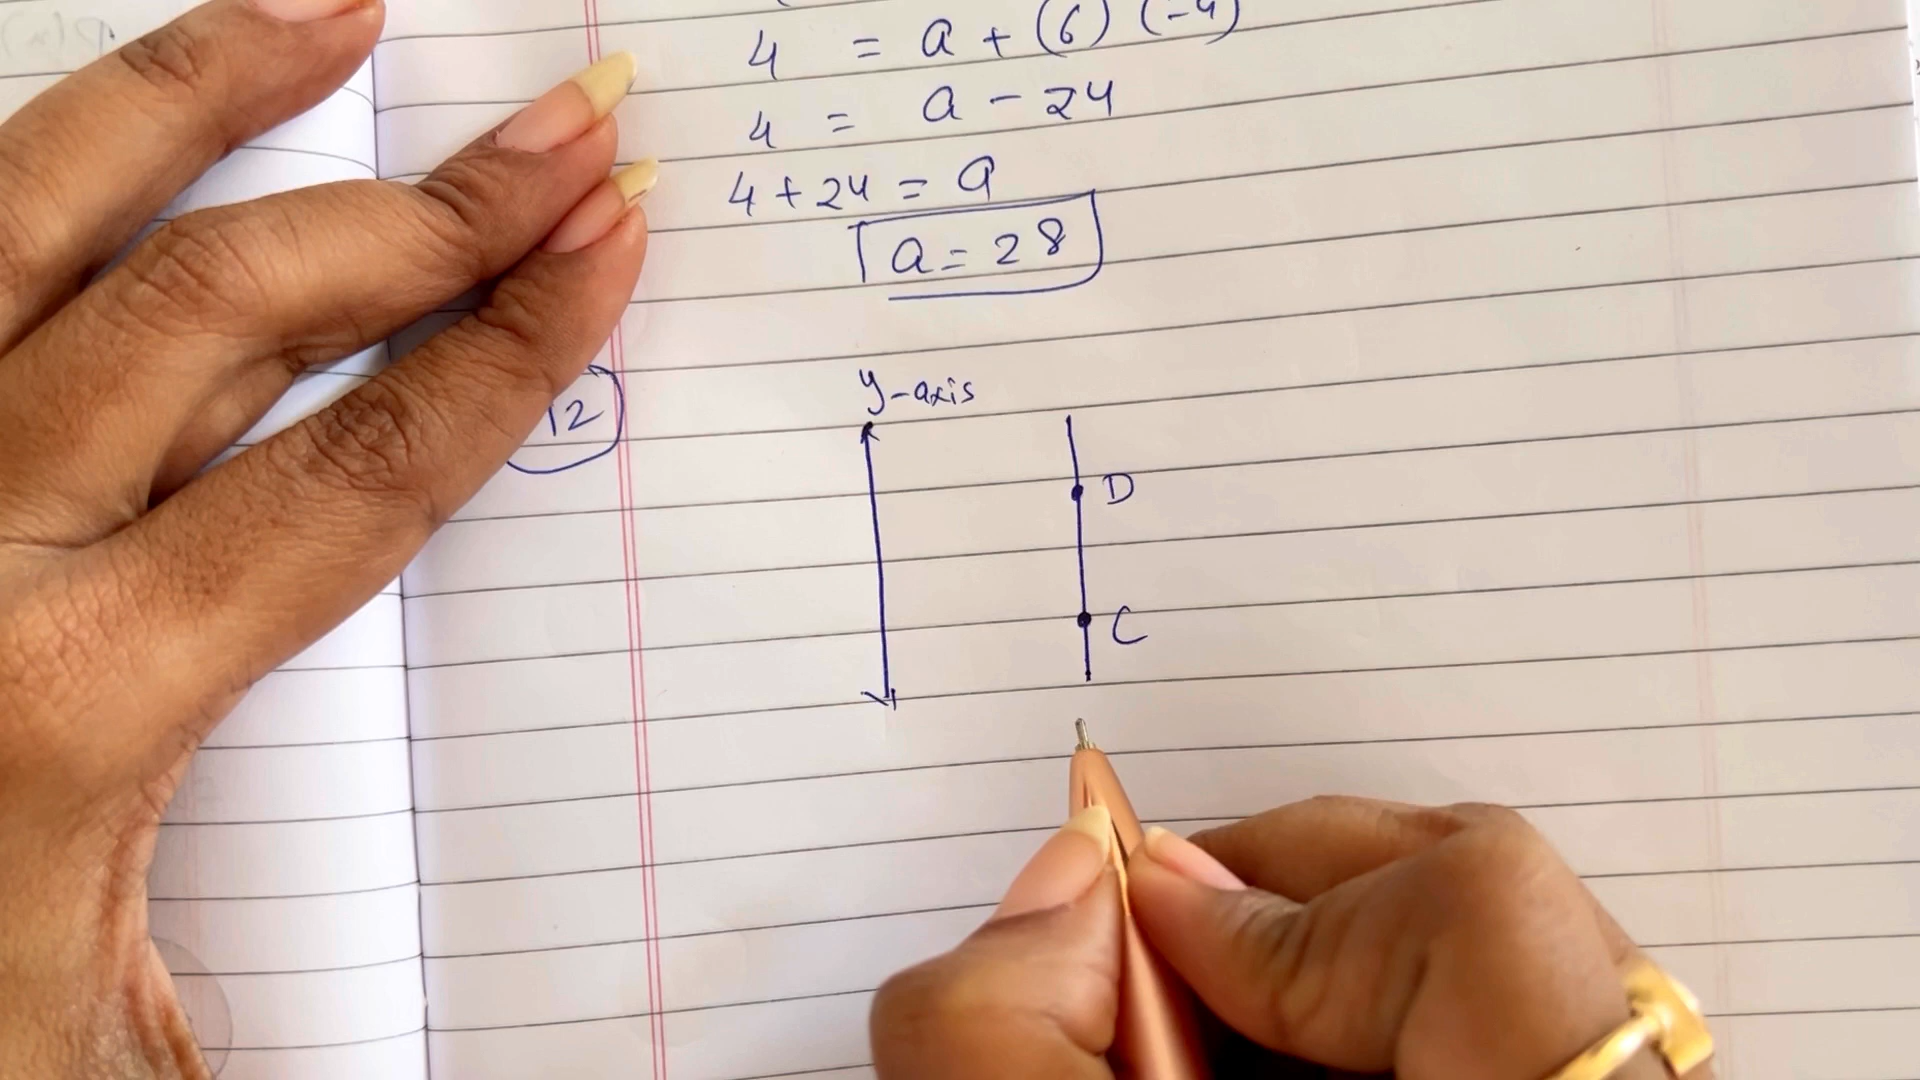 4 = a + (6) (-4)
4 = a - 24
4 + 24 = a
a = 28
12
y-axis
D
C